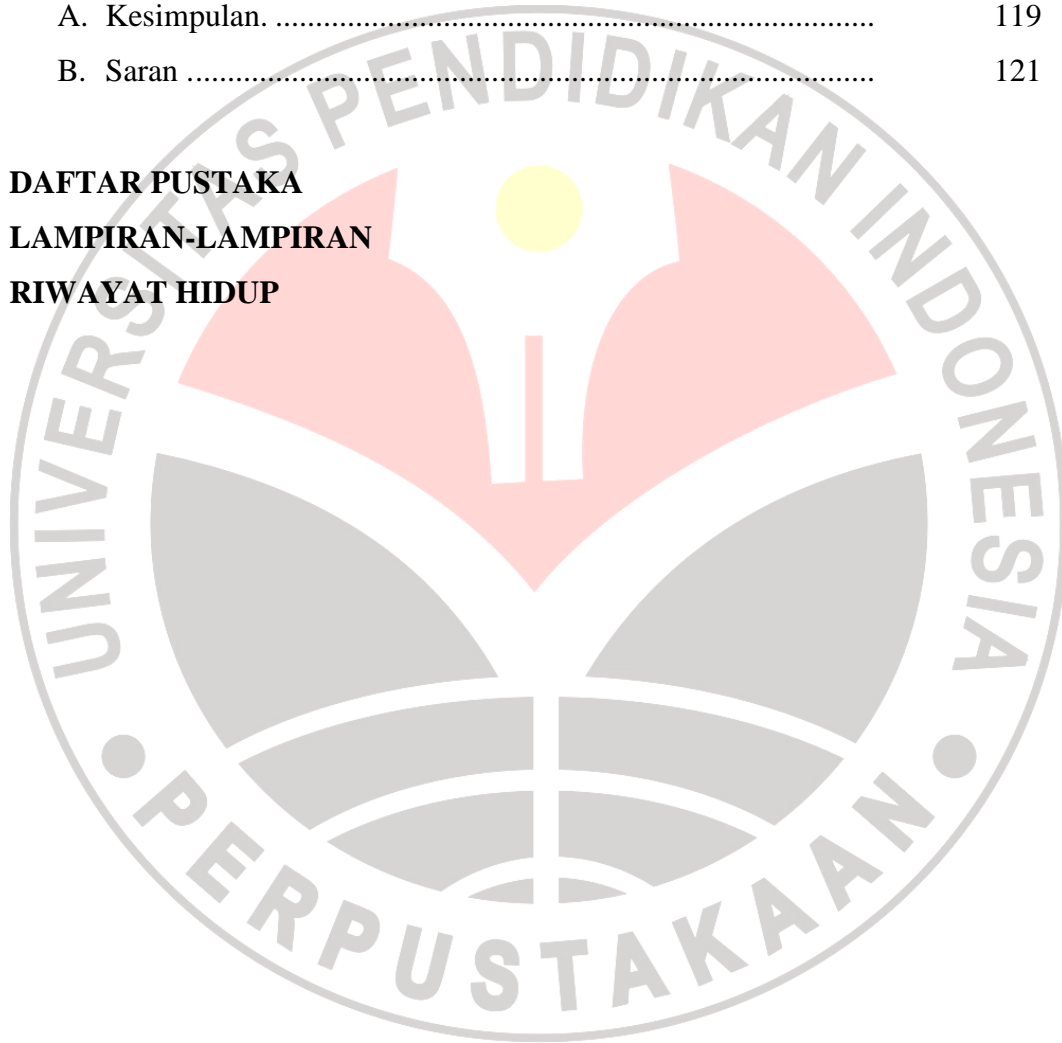 A. Kesimpulan. .......................................................................... 119
B. Saran ..................................................................................... 121
DAFTAR PUSTAKA
LAMPIRAN-LAMPIRAN
RIWAYAT HIDUP
UNIVERSITAS PENDIDIKAN INDONESIA
PERPUSTAKAAN